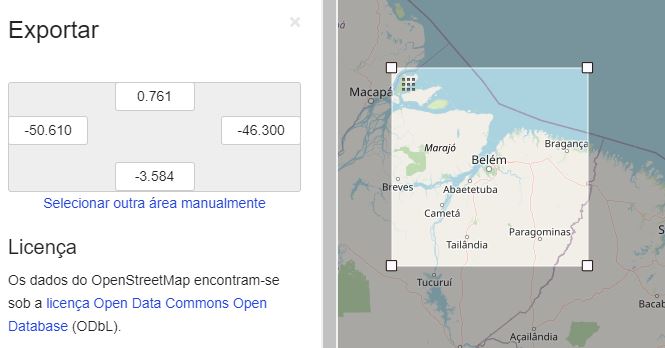 Exportar
×
0.761
-50.610
-46.300
-3.584
Selecionar outra área manualmente
Licença
Os dados do OpenStreetMap encontram-se
sob a licença Open Data Commons Open
Database (ODbL).
Macapá
Marajó
Belém
Bragança
Breves
Abaetetuba
Cametá
Paragominas
Tailândia
Tucuruí
Bacab
Açailândia